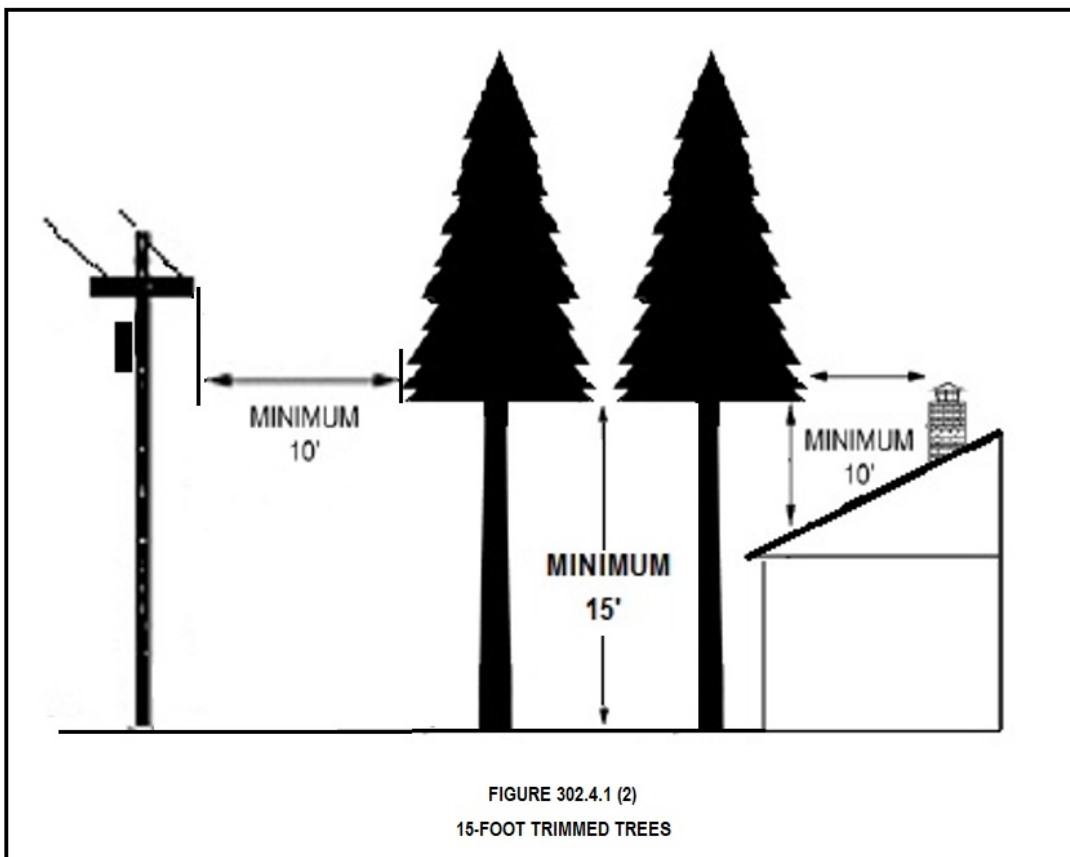 MINIMUM
10'
MINIMUM
10'
MINIMUM
15'
FIGURE 302.4.1 (2)
15-FOOT TRIMMED TREES